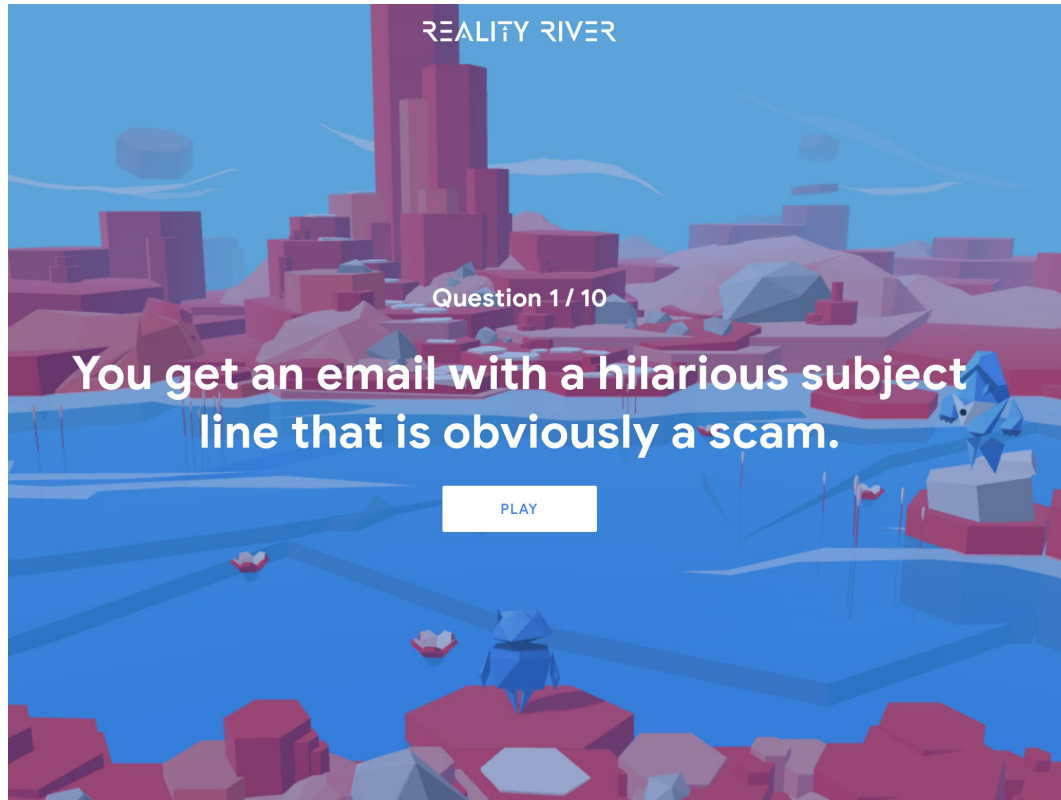 REALITY RIVER
Question 1 / 10
You get an email with a hilarious subject
line that is obviously a scam.
PLAY